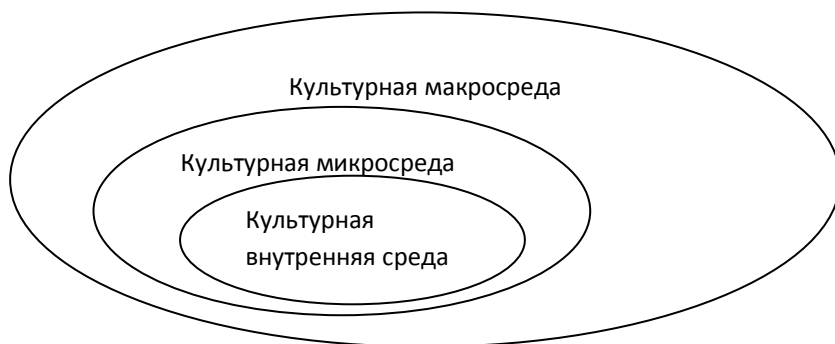 Культурная макросреда
Культурная микросреда
Культурная
внутренняя среда